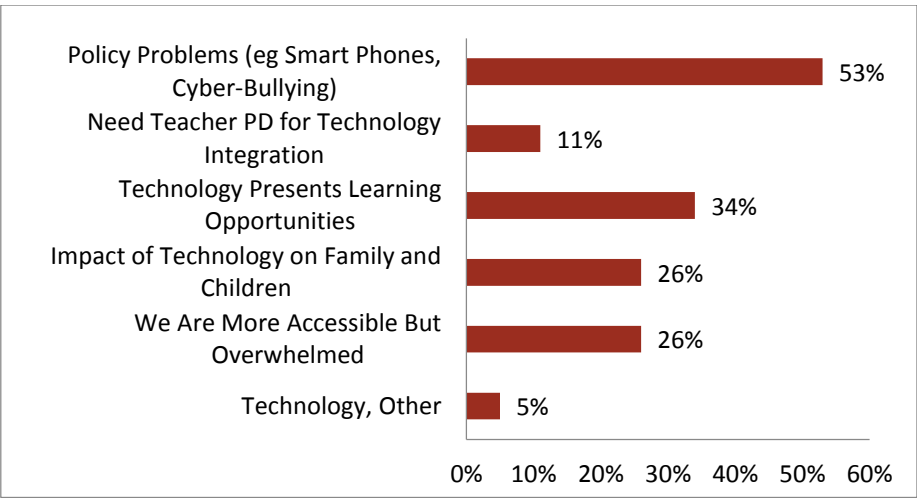 Policy Problems (eg Smart Phones,
Cyber-Bullying)
53%
Need Teacher PD for Technology
Integration
11%
Technology Presents Learning
Opportunities
34%
Impact of Technology on Family and
Children
26%
We Are More Accessible But
Overwhelmed
26%
Technology, Other
5%
0% 10% 20% 30% 40% 50% 60%